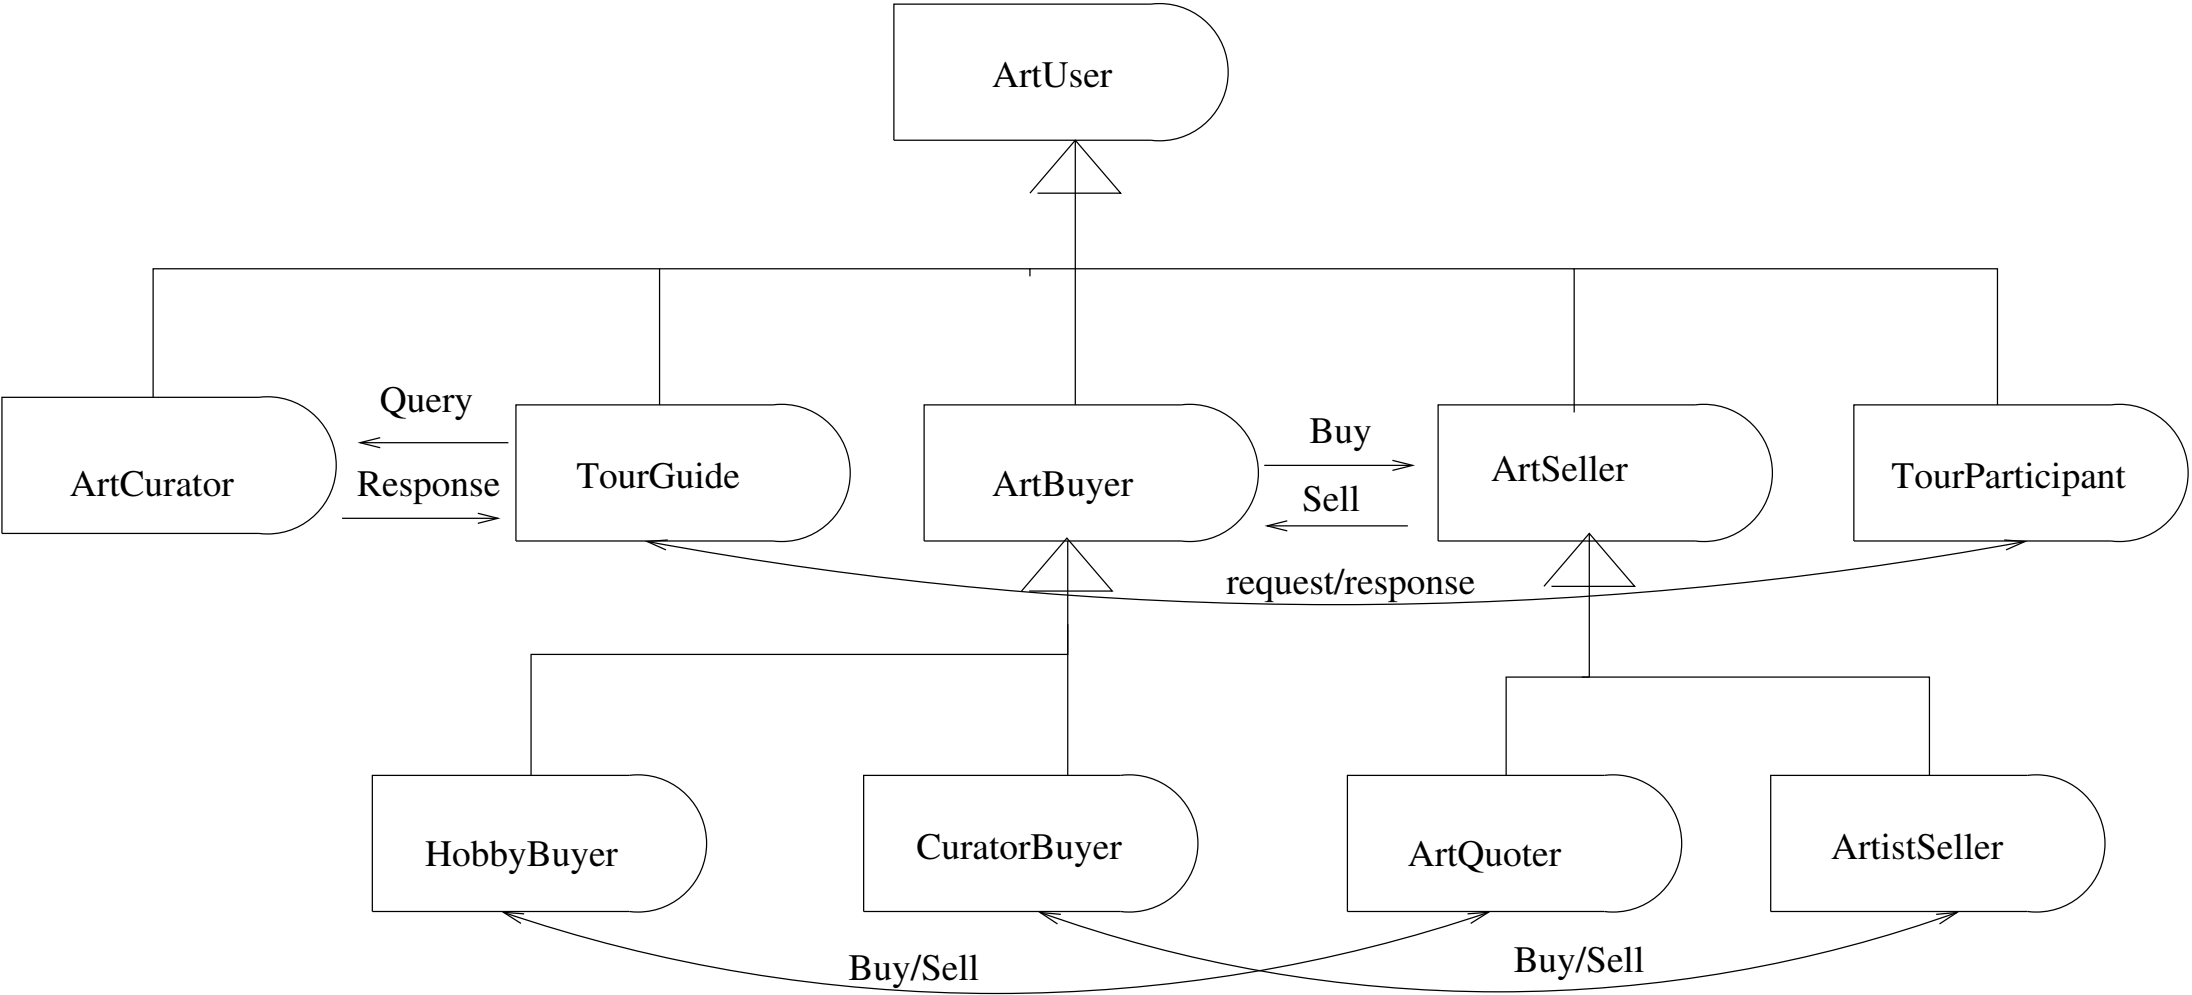 ArtUser
Query
Response
ArtCurator
TourGuide
ArtBuyer
Buy
Sell
ArtSeller
TourParticipant
request/response
HobbyBuyer
CuratorBuyer
ArtQuoter
ArtistSeller
Buy/Sell
Buy/Sell